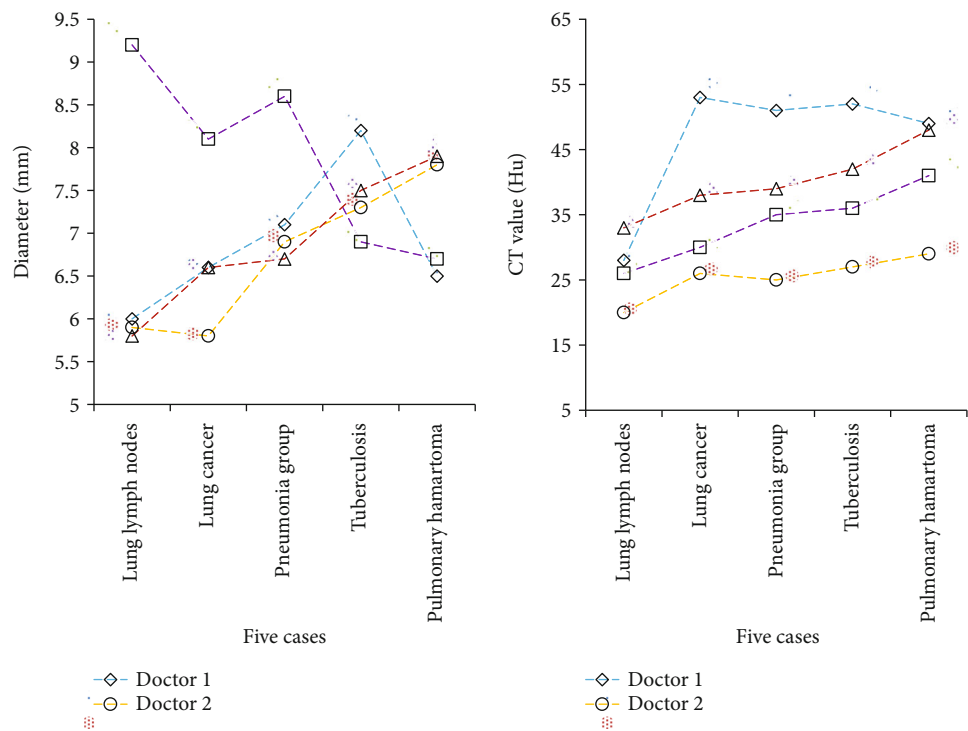 Diameter (mm)
9.5
9
8.5
8
7.5
7
6.5
6
5.5
5
Lung lymph nodes
Lung cancer
Pneumonia group
Tuberculosis
Pulmonary hamartoma
Five cases
Doctor 1
Doctor 2
CT value (Hu)
65
55
45
35
25
15
5
Lung lymph nodes
Lung cancer
Pneumonia group
Tuberculosis
Pulmonary hamartoma
Five cases
Doctor 1
Doctor 2